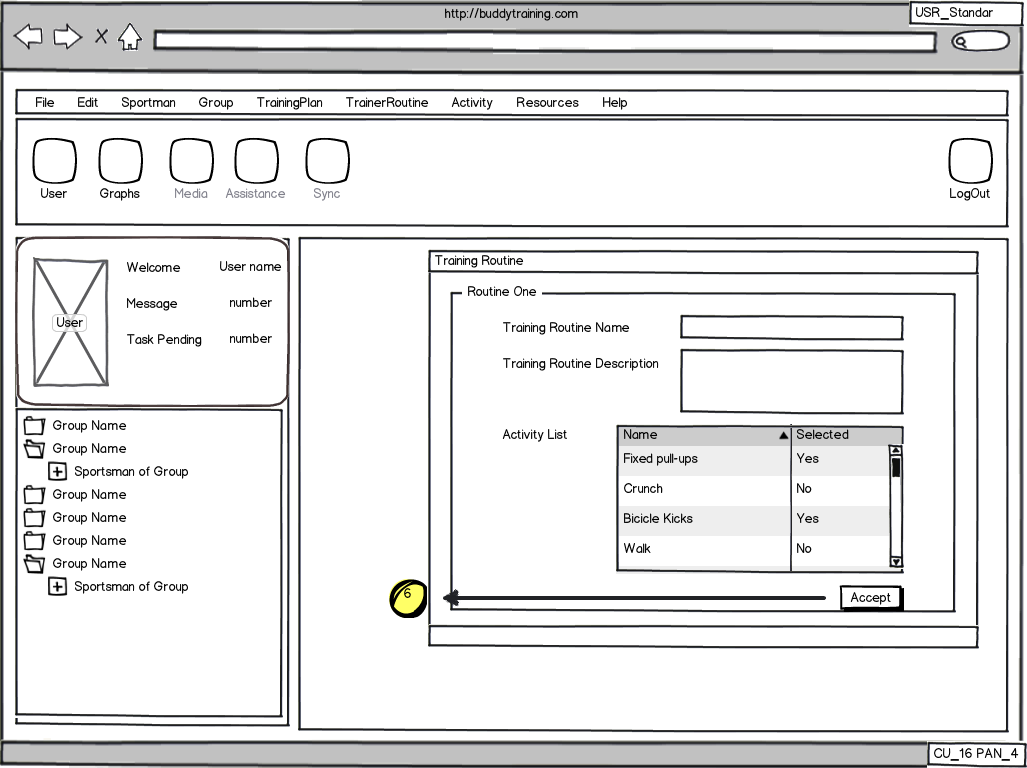 http://buddytraining.com
USR_Standar
File Edit Sportman Group TrainingPlan TrainerRoutine Activity Resources Help
User Graphs Media Assistance Sync LogOut
User
Welcome User name
Message number
Task Pending number
Group Name
Group Name
Sportsman of Group
Group Name
Group Name
Group Name
Group Name
Sportsman of Group
Training Routine
Routine One
Training Routine Name
Training Routine Description
Activity List
Name Selected
Fixed pull-ups Yes
Crunch No
Bicicle Kicks Yes
Walk No
6
Accept
CU_16 PAN_4